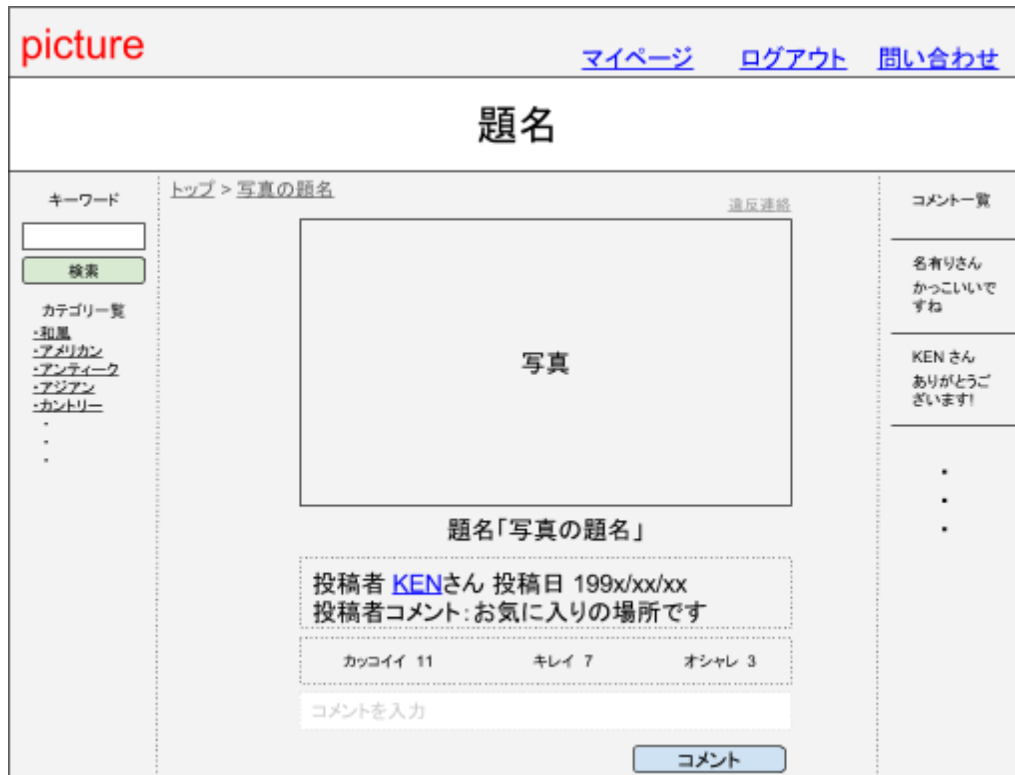 picture
マイページ ログアウト 問い合わせ
題名
キーワード
検索
カテゴリ一覧
・和風
・アメリカン
・アンティーク
・アジアン
・カントリー
・
・
・
トップ > 写真の題名
違反連絡
写真
題名「写真の題名」
投稿者 KENさん 投稿日 199x/xx/xx
投稿者コメント：お気に入りの場所です
カッコイイ 11 キレイ 7 オシャレ 3
コメントを入力
コメント
コメント一覧
名有りさん
かっこいいで
すね
KEN さん
ありがとうご
ざいます!
・
・
・